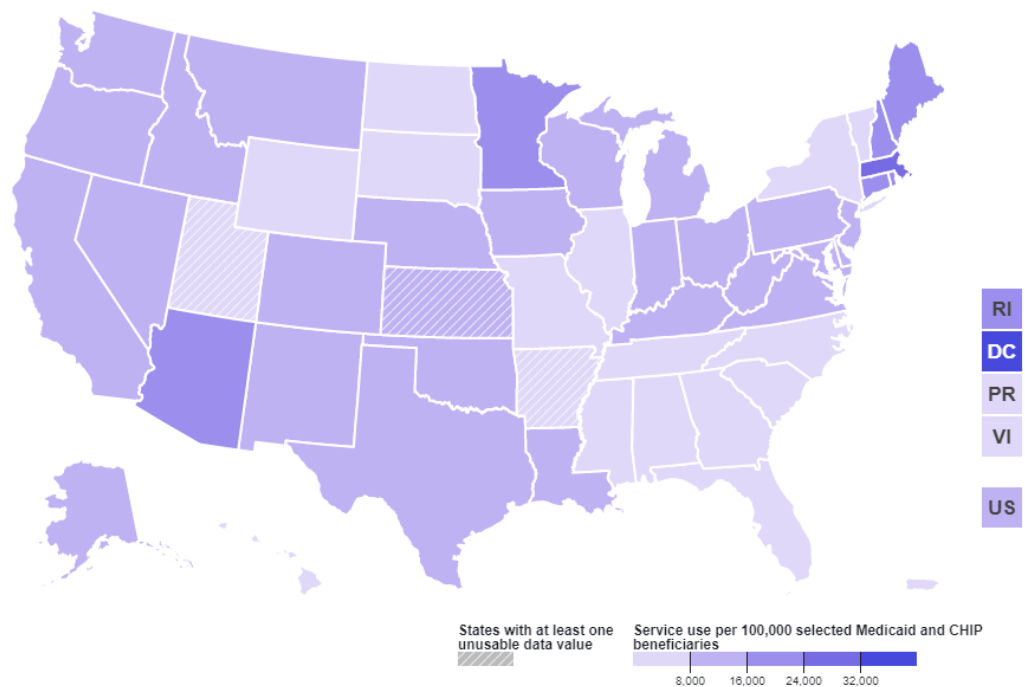 RI
DC
PR
VI
US
States with at least one
unusable data value
Service use per 100,000 selected Medicaid and CHIP
beneficiaries
8,000 16,000 24,000 32,000